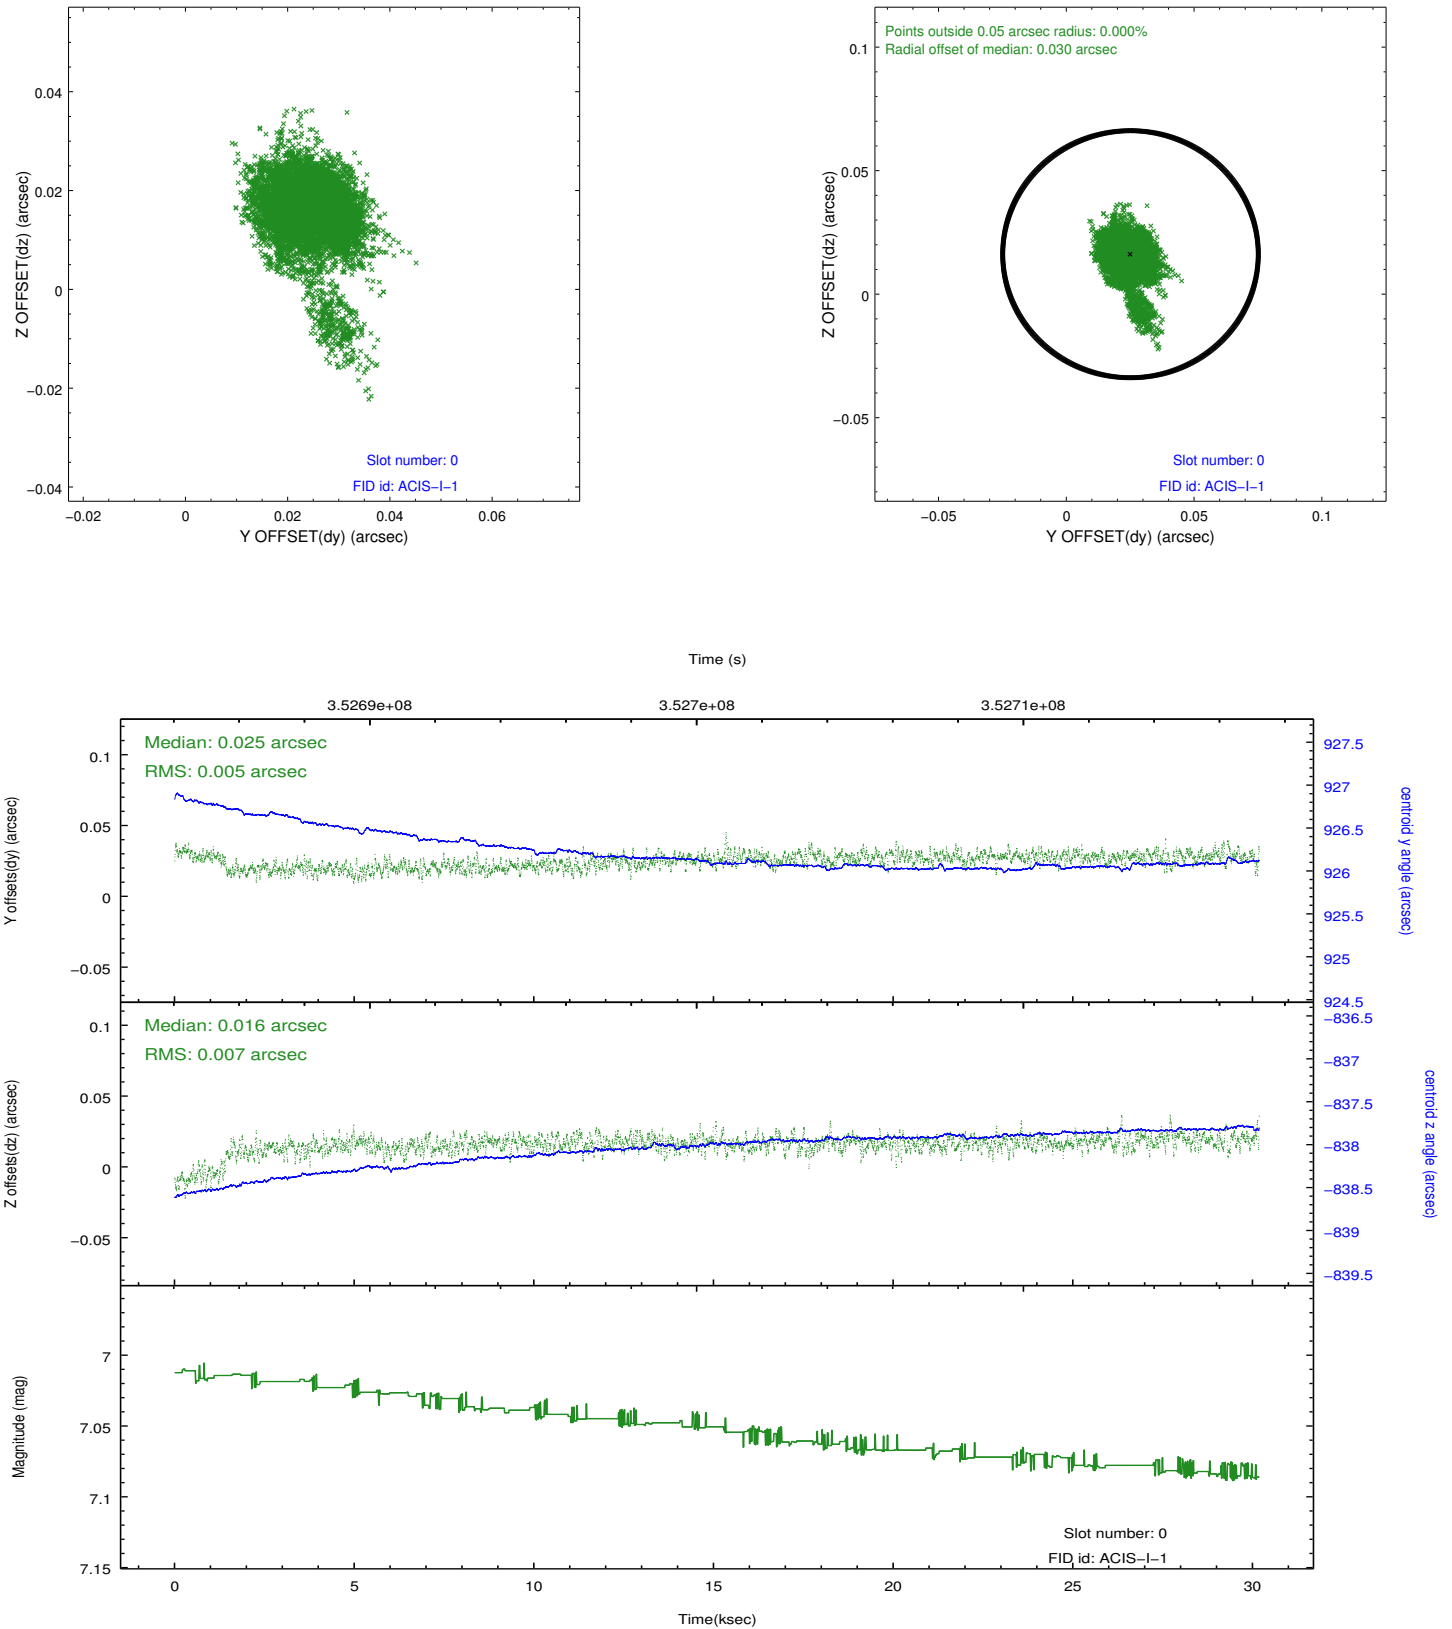 0.04
0.02
0
−0.02
−0.04
Z OFFSET(dz) (arcsec)
Slot number: 0
FID id: ACIS−I−1
−0.02 0 0.02 0.04 0.06
Y OFFSET(dy) (arcsec)
Points outside 0.05 arcsec radius: 0.000%
Radial offset of median: 0.030 arcsec
0.1
0.05
0
−0.05
Z OFFSET(dz) (arcsec)
Slot number: 0
FID id: ACIS−I−1
−0.05 0 0.05 0.1
Y OFFSET(dy) (arcsec)
Time (s)
3.5269e+08 3.527e+08 3.5271e+08
Median: 0.025 arcsec
RMS: 0.005 arcsec
0.1
0.05
0
−0.05
Y offsets(dy) (arcsec)
927.5
927
926.5
926
925.5
925
924.5
centroid y angle (arcsec)
Median: 0.016 arcsec
RMS: 0.007 arcsec
0.1
0.05
0
−0.05
Z offsets(dz) (arcsec)
−836.5
−837
−837.5
−838
−838.5
−839
−839.5
centroid z angle (arcsec)
7
7.05
7.1
7.15
Magnitude (mag)
Slot number: 0
FID id: ACIS−I−1
0 5 10 15 20 25 30
Time(ksec)